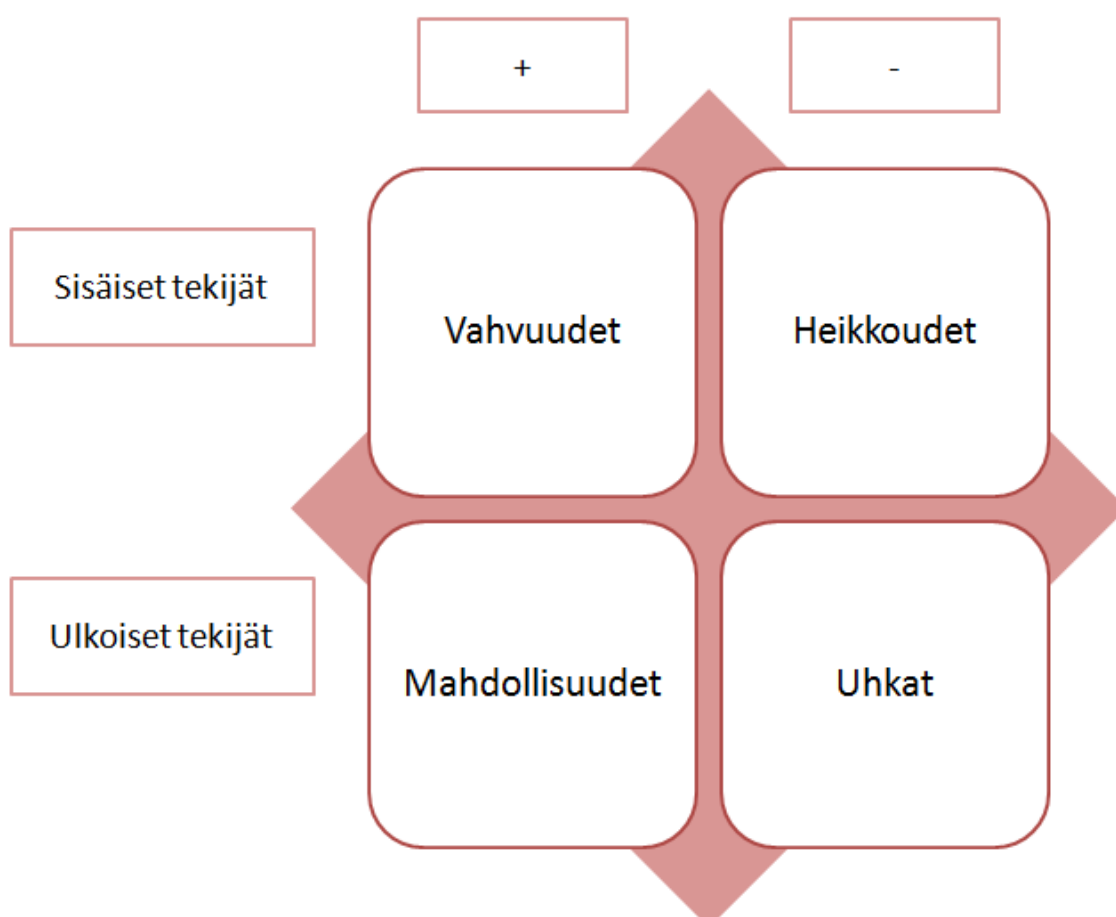 +
-
Sisäiset tekijät
Vahvuudet
Heikkoudet
Ulkoiset tekijät
Mahdollisuudet
Uhkat